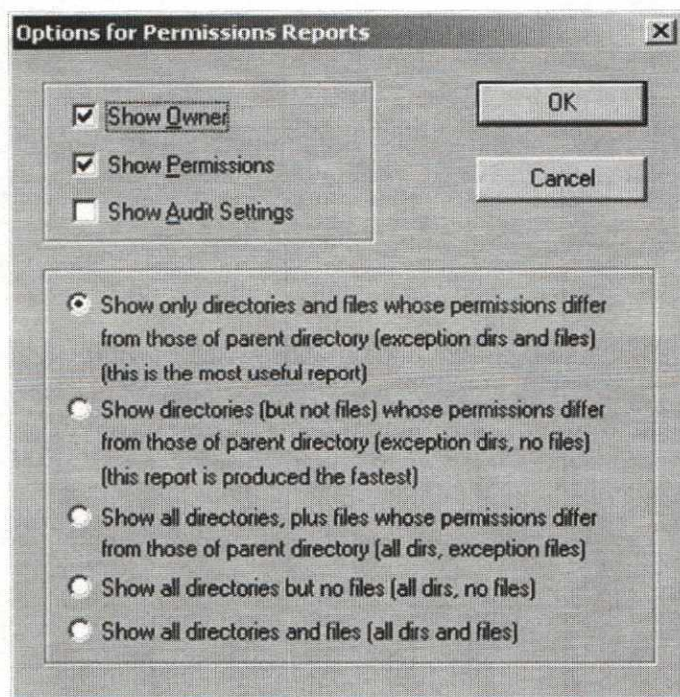 Options for Permissions Reports
Show Owner
Show Permissions
Show Audit Settings
OK
Cancel
Show only directories and files whose permissions differ
from those of parent directory (exception dirs and files)
(this is the most useful report)
Show directories (but not files) whose permissions differ
from those of parent directory (exception dirs, no files)
(this report is produced the fastest)
Show all directories, plus files whose permissions differ
from those of parent directory (all dirs, exception files)
Show all directories but no files (all dirs, no files)
Show all directories and files (all dirs and files)